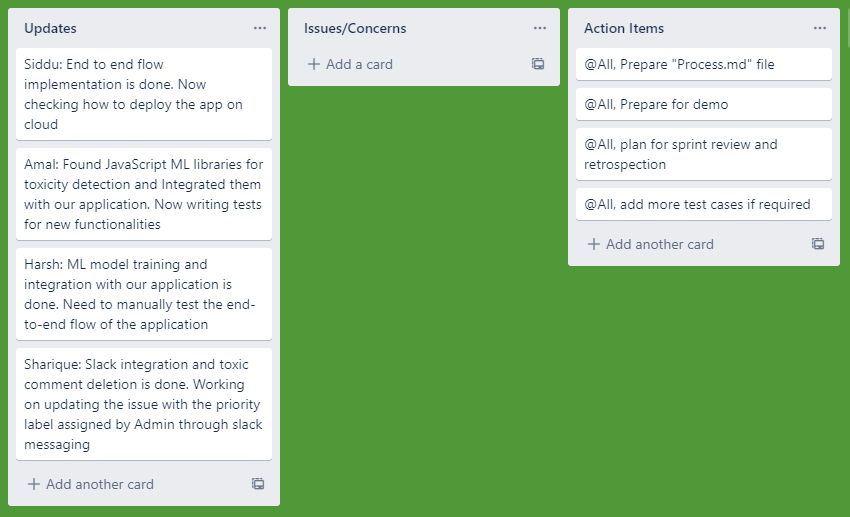 Updates
Siddu: End to end flow
implementation is done. Now
checking how to deploy the app on
cloud
Amal: Found JavaScript ML libraries for
toxicity detection and Integrated them
with our application. Now writing tests
for new functionalities
Harsh: ML model training and
integration with our application is
done. Need to manually test the end-
to-end flow of the application
Sharique: Slack integration and toxic
comment deletion is done. Working
on updating the issue with the priority
label assigned by Admin through slack
messaging
+ Add another card
Issues/Concerns
+ Add a card
Action Items
@All, Prepare "Process.md" file
@All, Prepare for demo
@All, plan for sprint review and
retrospection
@All, add more test cases if required
+ Add another card